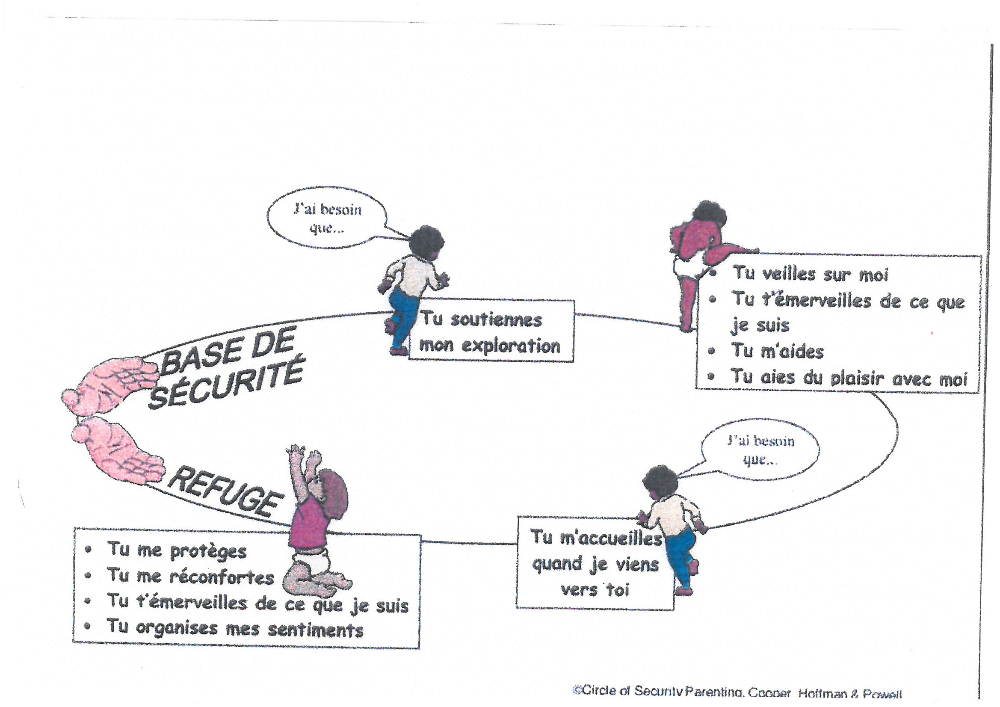 J'ai besoin
que...
Tu soutiennes
mon exploration
• Tu veilles sur moi
• Tu t'émerveilles de ce que
je suis
• Tu m'aides
• Tu aies du plaisir avec moi
BASE DE
SÉCURITÉ
REFUGE
J'ai besoin
que...
Tu m'accueilles
quand je viens
vers toi
• Tu me protèges
• Tu me réconfortes
• Tu t'émerveilles de ce que je suis
• Tu organises mes sentiments
©Circle of Security Parenting, Cooper Hoffman & Powell